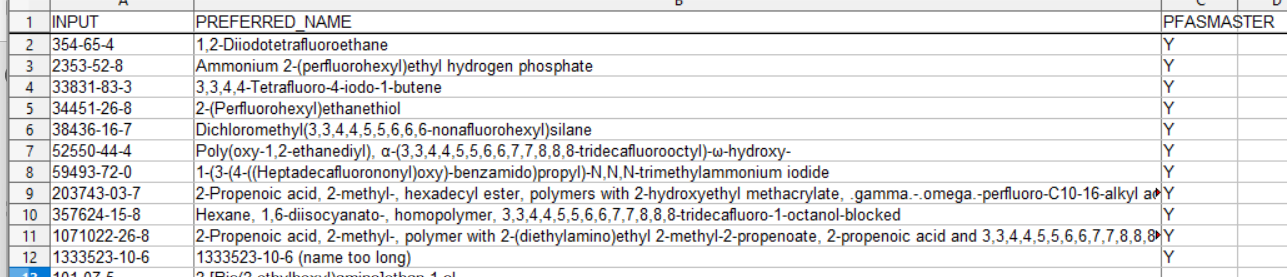 A B C D
1 INPUT PREFERRED_NAME PFASMASTER
2 354-65-4 1,2-Diiodotetrafluoroethane Y
3 2353-52-8 Ammonium 2-(perfluorohexyl)ethyl hydrogen phosphate Y
4 33831-83-3 3,3,4,4-Tetrafluoro-4-iodo-1-butene Y
5 34451-26-8 2-(Perfluorohexyl)ethanethiol Y
6 38436-16-7 Dichloromethyl(3,3,4,4,5,5,6,6,6-nonafluorohexyl)silane Y
7 52550-44-4 Poly(oxy-1,2-ethanediyl), α-(3,3,4,4,5,5,6,6,7,7,8,8,8-tridecafluorooctyl)-ω-hydroxy- Y
8 59493-72-0 1-(3-(4-((Heptadecafluorononyl)oxy)-benzamido)propyl)-N,N,N-trimethylammonium iodide Y
9 203743-03-7 2-Propenoic acid, 2-methyl-, hexadecyl ester, polymers with 2-hydroxyethyl methacrylate, .gamma.-.omega.-perfluoro-C10-16-alkyl Y
10 357624-15-8 Hexane, 1,6-diisocyanato-, homopolymer, 3,3,4,4,5,5,6,6,7,7,8,8,8-tridecafluoro-1-octanol-blocked Y
11 1071022-26-8 2-Propenoic acid, 2-methyl-, polymer with 2-(diethylamino)ethyl 2-methyl-2-propenoate, 2-propenoic acid and 3,3,4,4,5,5,6,6,7,7,8,8,8 Y
12 1333523-10-6 1333523-10-6 (name too long) Y